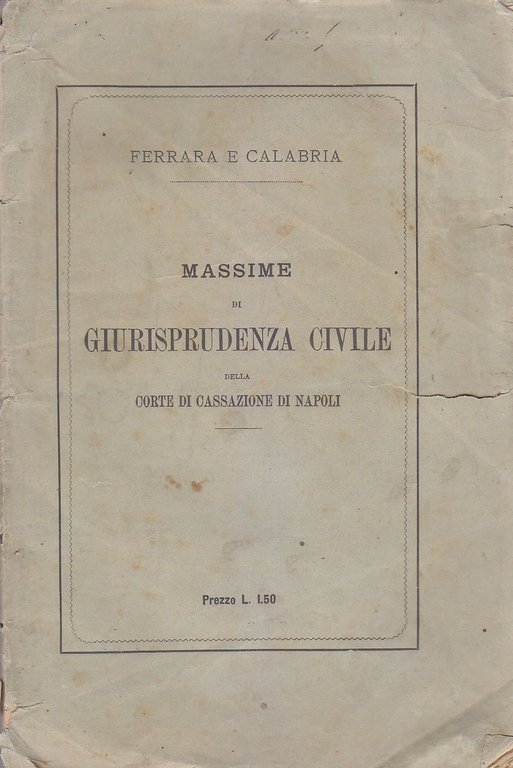 FERRARA E CALABRIA
MASSIME
DI
GIURISPRUDENZA CIVILE
DELLA
CORTE DI CASSAZIONE DI NAPOLI
Prezzo L. 1.50